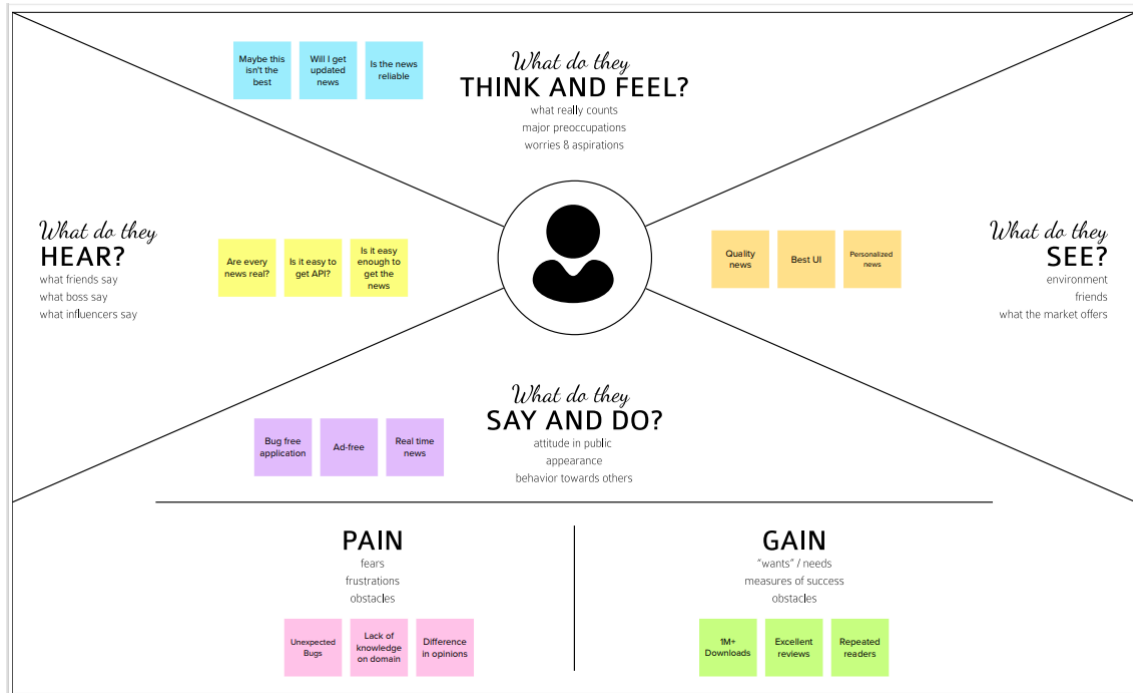 Maybe this
isn't the
best
Will I get
updated
news
Is the news
reliable
What do they
THINK AND FEEL?
what really counts
major preoccupations
worries & aspirations
What do they
HEAR?
what friends say
what boss say
what influencers say
Are every
news real?
Is it easy to
get API?
Is it easy
enough to
get the
news
Quality
news
Best UI
Personalized
news
What do they
SEE?
environment
friends
what the market offers
What do they
SAY AND DO?
attitude in public
appearance
behavior towards others
Bug free
application
Ad-free
Real time
news
PAIN
fears
frustrations
obstacles
Unexpected
Bugs
Lack of
knowledge
on domain
Difference
in opinions
GAIN
"wants" / needs
measures of success
obstacles
1M+
Downloads
Excellent
reviews
Repeated
readers